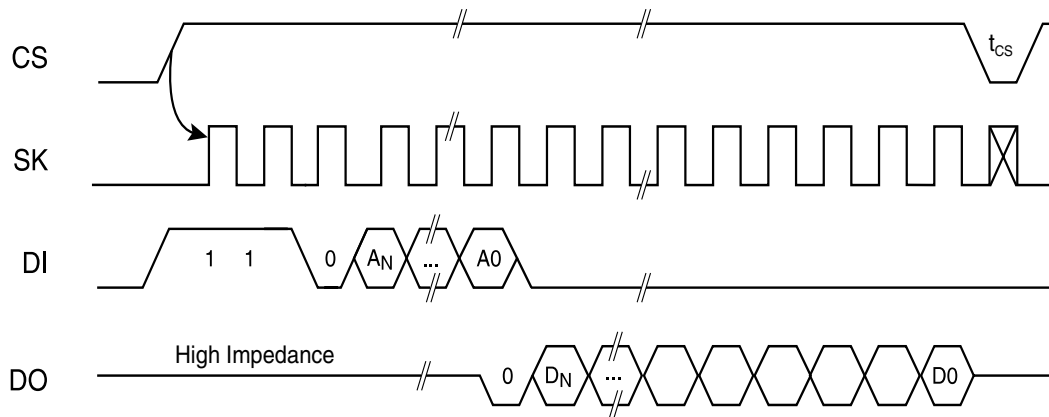 CS
t_CS
SK
DI
1 1 0 A_N ... A0
High Impedance
DO
0 D_N ... D0